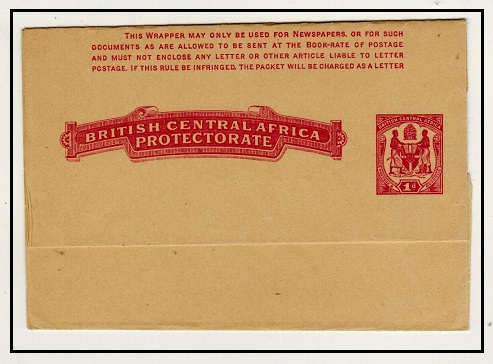 THIS WRAPPER MAY ONLY BE USED FOR NEWSPAPERS, OR FOR SUCH
DOCUMENTS AS ARE ALLOWED TO BE SENT AT THE BOOK-RATE OF POSTAGE
AND MUST NOT ENCLOSE ANY LETTER OR OTHER ARTICLE LIABLE TO LETTER
POSTAGE. IF THIS RULE BE INFRINGED, THE PACKET WILL BE CHARGED AS A LETTER
BRITISH CENTRAL AFRICA
PROTECTORATE
BRITISH CENTRAL AFRICA
1d